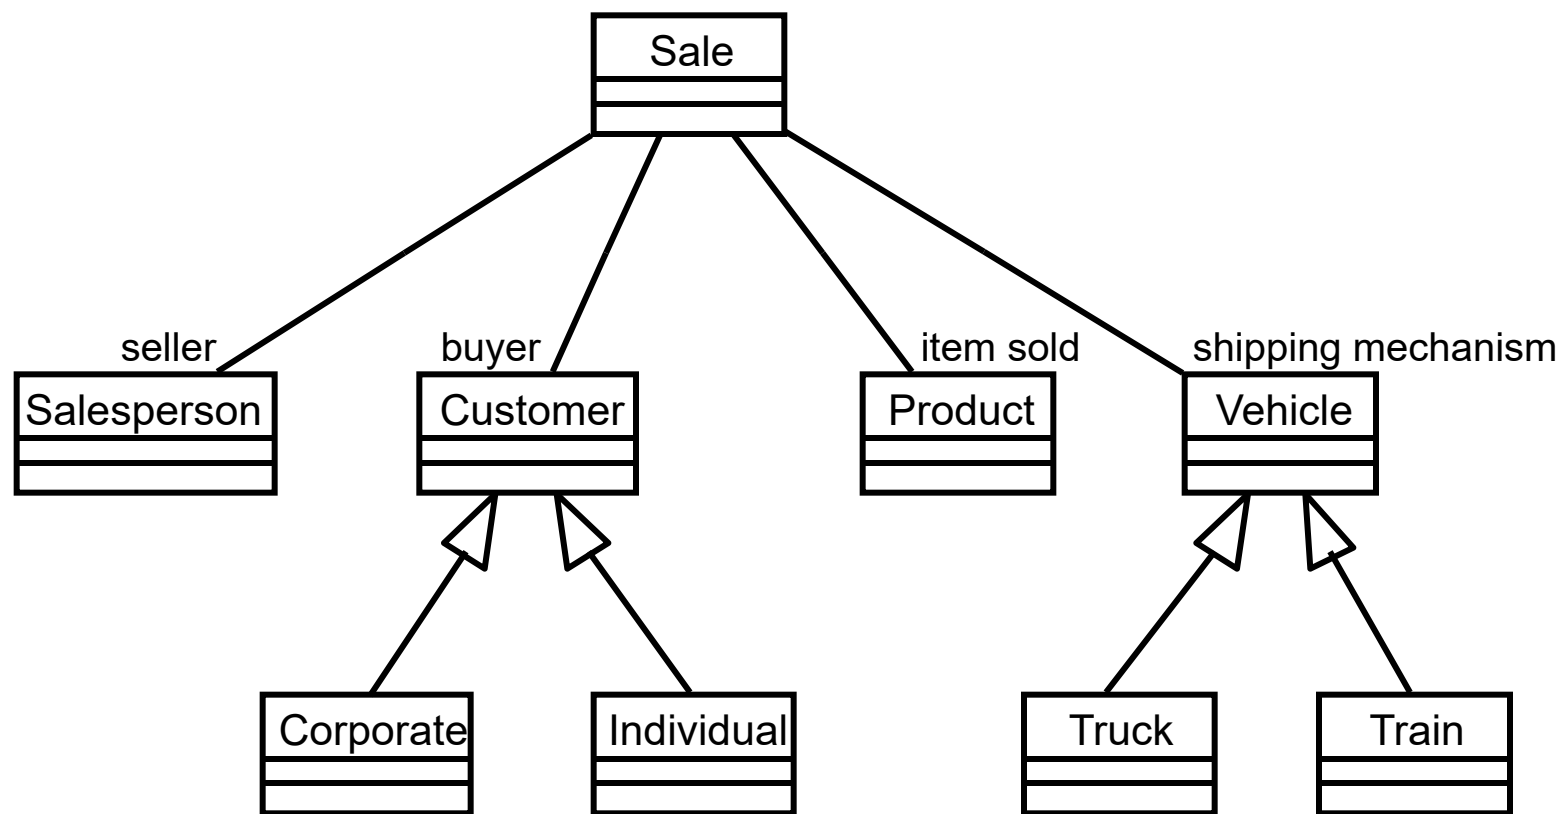 Sale
seller
buyer
item sold
shipping mechanism
Salesperson
Customer
Product
Vehicle
Corporate
Individual
Truck
Train